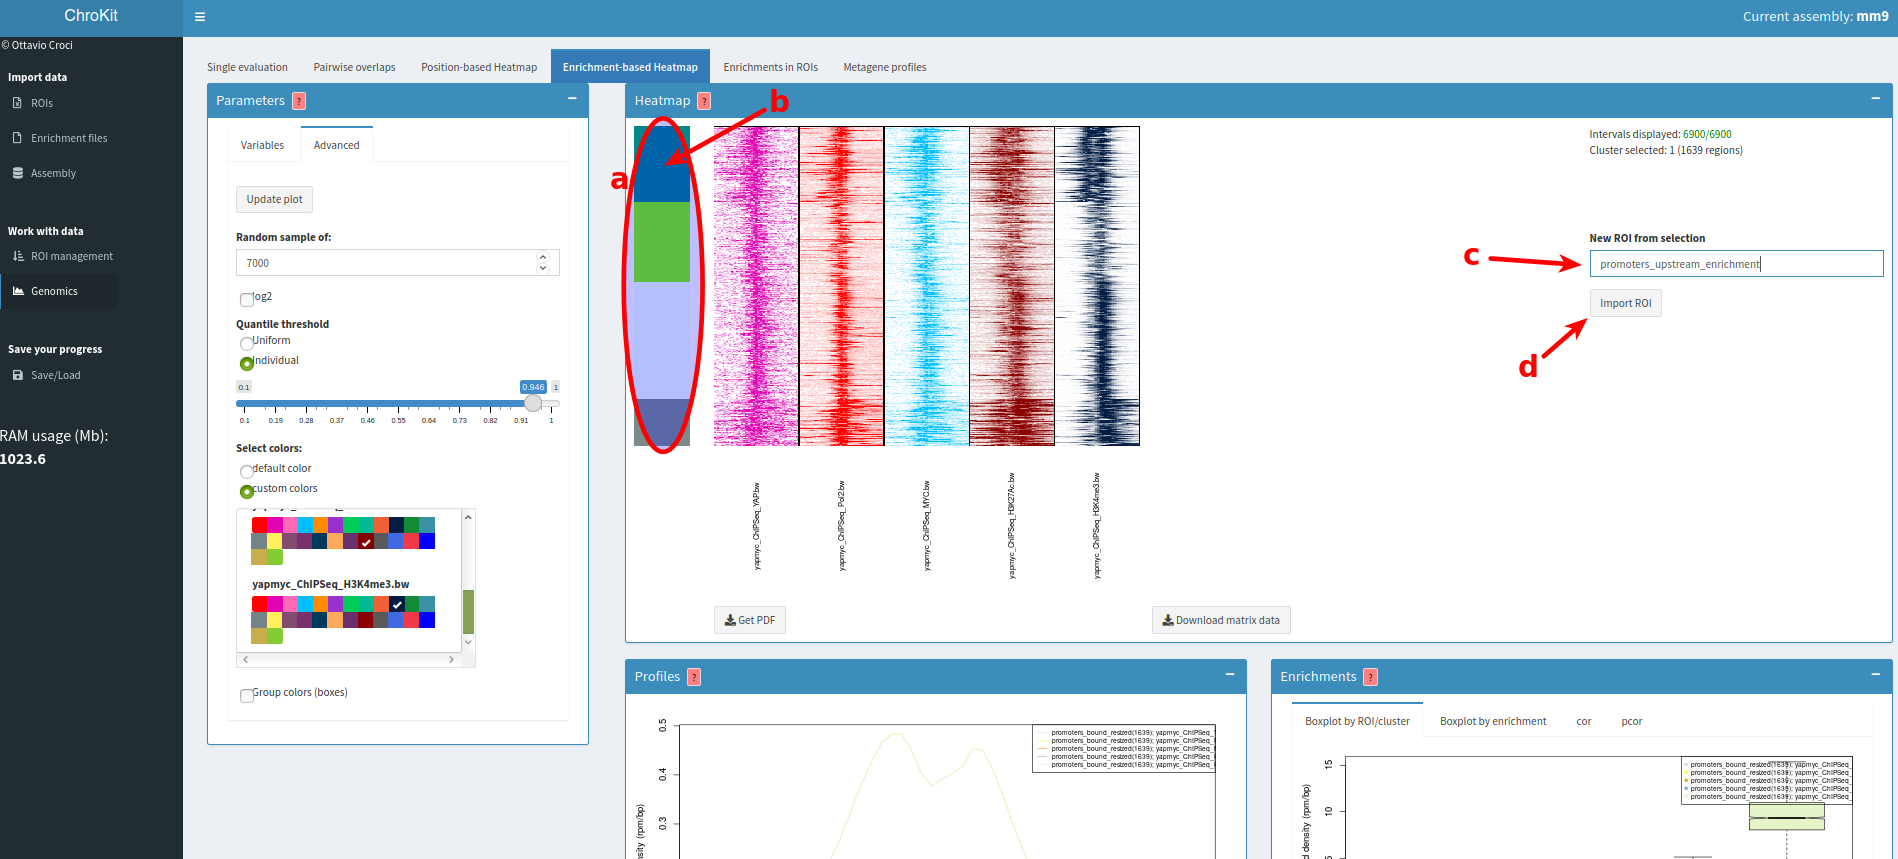 ChroKit
Current assembly: mm9
© Ottavio Croci
Import data
ROIs
Enrichment files
Assembly
Work with data
ROI management
Genomics
Save your progress
Save/Load
RAM usage (Mb):
1023.6
Single evaluation
Pairwise overlaps
Position-based Heatmap
Enrichment-based Heatmap
Enrichments in ROIs
Metagene profiles
Parameters ?
Variables
Advanced
Update plot
Random sample of:
7000
log2
Quantile threshold
Uniform
Individual
0.1
0.946
1
0.1 0.19 0.28 0.37 0.46 0.55 0.64 0.73 0.82 0.91 1
Select colors:
default color
custom colors
yapmyc_ChIPSeq_H3K4me3.bw
Group colors (boxes)
Heatmap ?
a
b
c
d
Intervals displayed: 6900/6900
Cluster selected: 1 (1639 regions)
New ROI from selection
promoters_upstream_enrichment
Import ROI
yapmyc_ChIPSeq_YAP.bw
yapmyc_ChIPSeq_Pol2.bw
yapmyc_ChIPSeq_MYC.bw
yapmyc_ChIPSeq_H3K27Ac.bw
yapmyc_ChIPSeq_H3K4me3.bw
Get PDF
Download matrix data
Profiles ?
0.5
0.4
0.3
nsity (rpm/bp)
promoters_bound_resized(1639); yapmyc_ChIPSeq_
promoters_bound_resized(1639); yapmyc_ChIPSeq_
promoters_bound_resized(1639); yapmyc_ChIPSeq_
promoters_bound_resized(1639); yapmyc_ChIPSeq_
promoters_bound_resized(1639); yapmyc_ChIPSeq_
Enrichments ?
Boxplot by ROI/cluster
Boxplot by enrichment
cor
pcor
15
10
d density (rpm/bp)
promoters_bound_resized(1639); yapmyc_ChIPSeq_
promoters_bound_resized(1639); yapmyc_ChIPSeq_
promoters_bound_resized(1639); yapmyc_ChIPSeq_
promoters_bound_resized(1639); yapmyc_ChIPSeq_
promoters_bound_resized(1639); yapmyc_ChIPSeq_